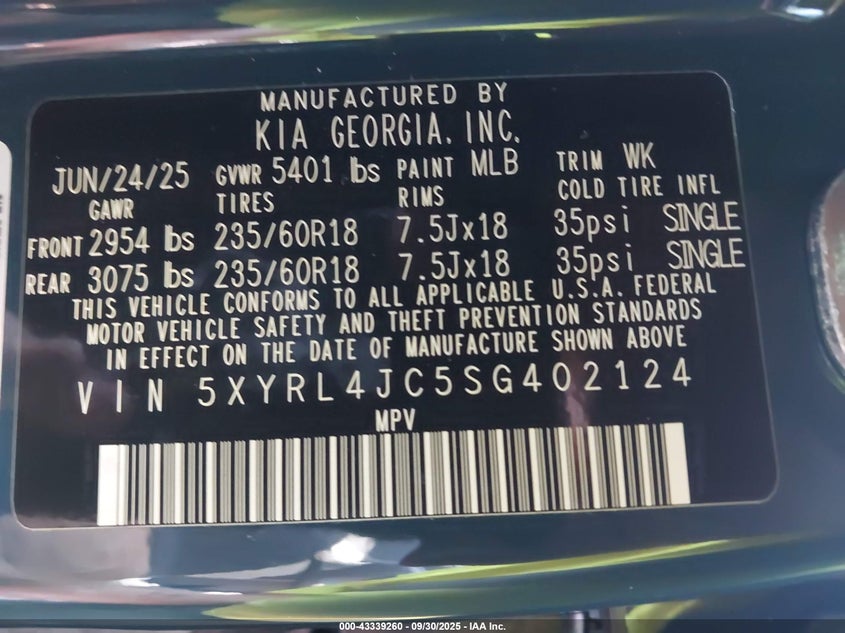 MANUFACTURED BY
KIA GEORGIA, INC.
JUN/24/25 GVWR 5401 lbs PAINT MLB TRIM WK
GAWR TIRES RIMS COLD TIRE INFL
FRONT 2954 lbs 235/60R18 7.5Jx18 35psi SINGLE
REAR 3075 lbs 235/60R18 7.5Jx18 35psi SINGLE
THIS VEHICLE CONFORMS TO ALL APPLICABLE U.S.A. FEDERAL
MOTOR VEHICLE SAFETY AND THEFT PREVENTION STANDARDS
IN EFFECT ON THE DATE OF MANUFACTURE SHOWN ABOVE
VIN 5XYRL4JC5SG402124
MPV
000-43339260 - 09/30/2025 - IAA Inc.